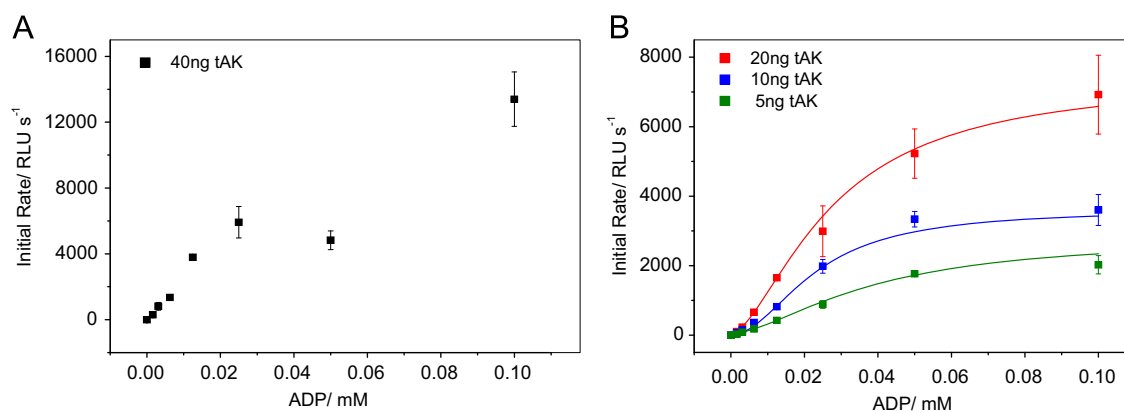 A
16000
12000
8000
4000
0
Initial Rate/ RLU s⁻¹
40ng tAK
0.00 0.02 0.04 0.06 0.08 0.10
ADP/ mM
B
8000
6000
4000
2000
0
Initial Rate/ RLU s⁻¹
20ng tAK
10ng tAK
5ng tAK
0.00 0.02 0.04 0.06 0.08 0.10
ADP/ mM